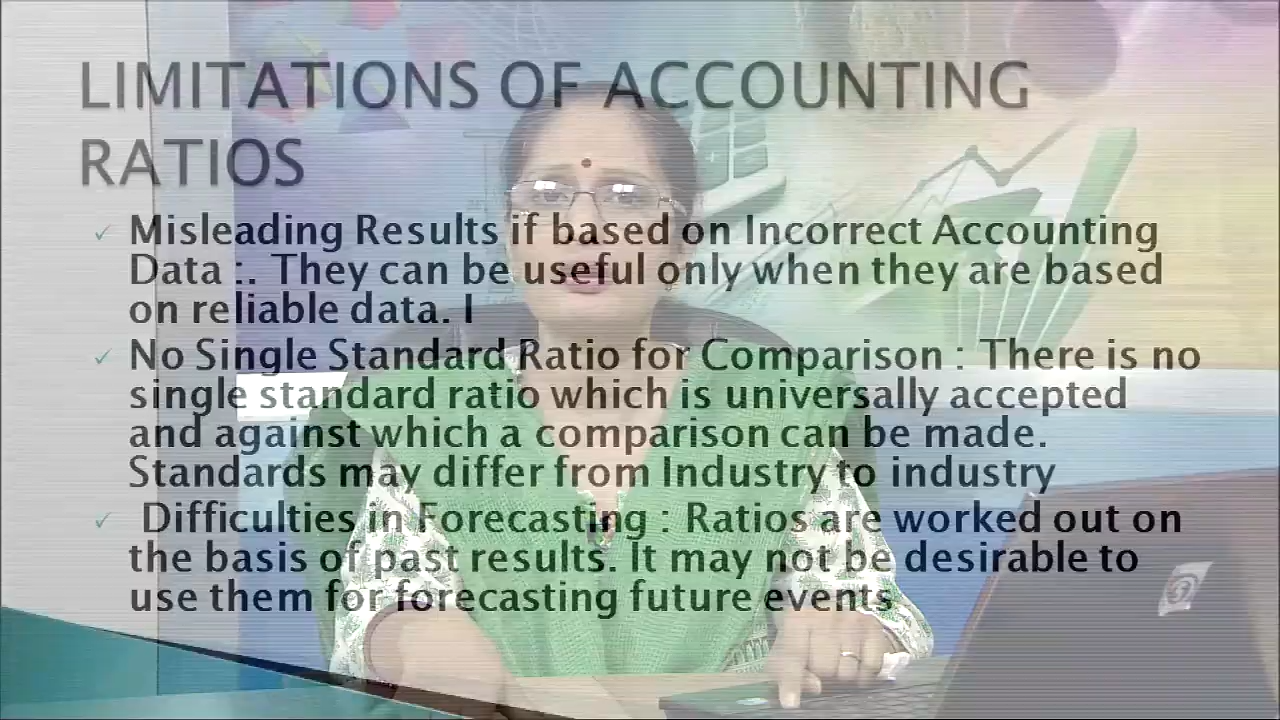 LIMITATIONS OF ACCOUNTING
RATIOS
✓ Misleading Results if based on Incorrect Accounting
Data :. They can be useful only when they are based
on reliable data. I
✓ No Single Standard Ratio for Comparison : There is no
single standard ratio which is universally accepted
and against which a comparison can be made.
Standards may differ from Industry to industry
✓ Difficulties in Forecasting : Ratios are worked out on
the basis of past results. It may not be desirable to
use them for forecasting future events